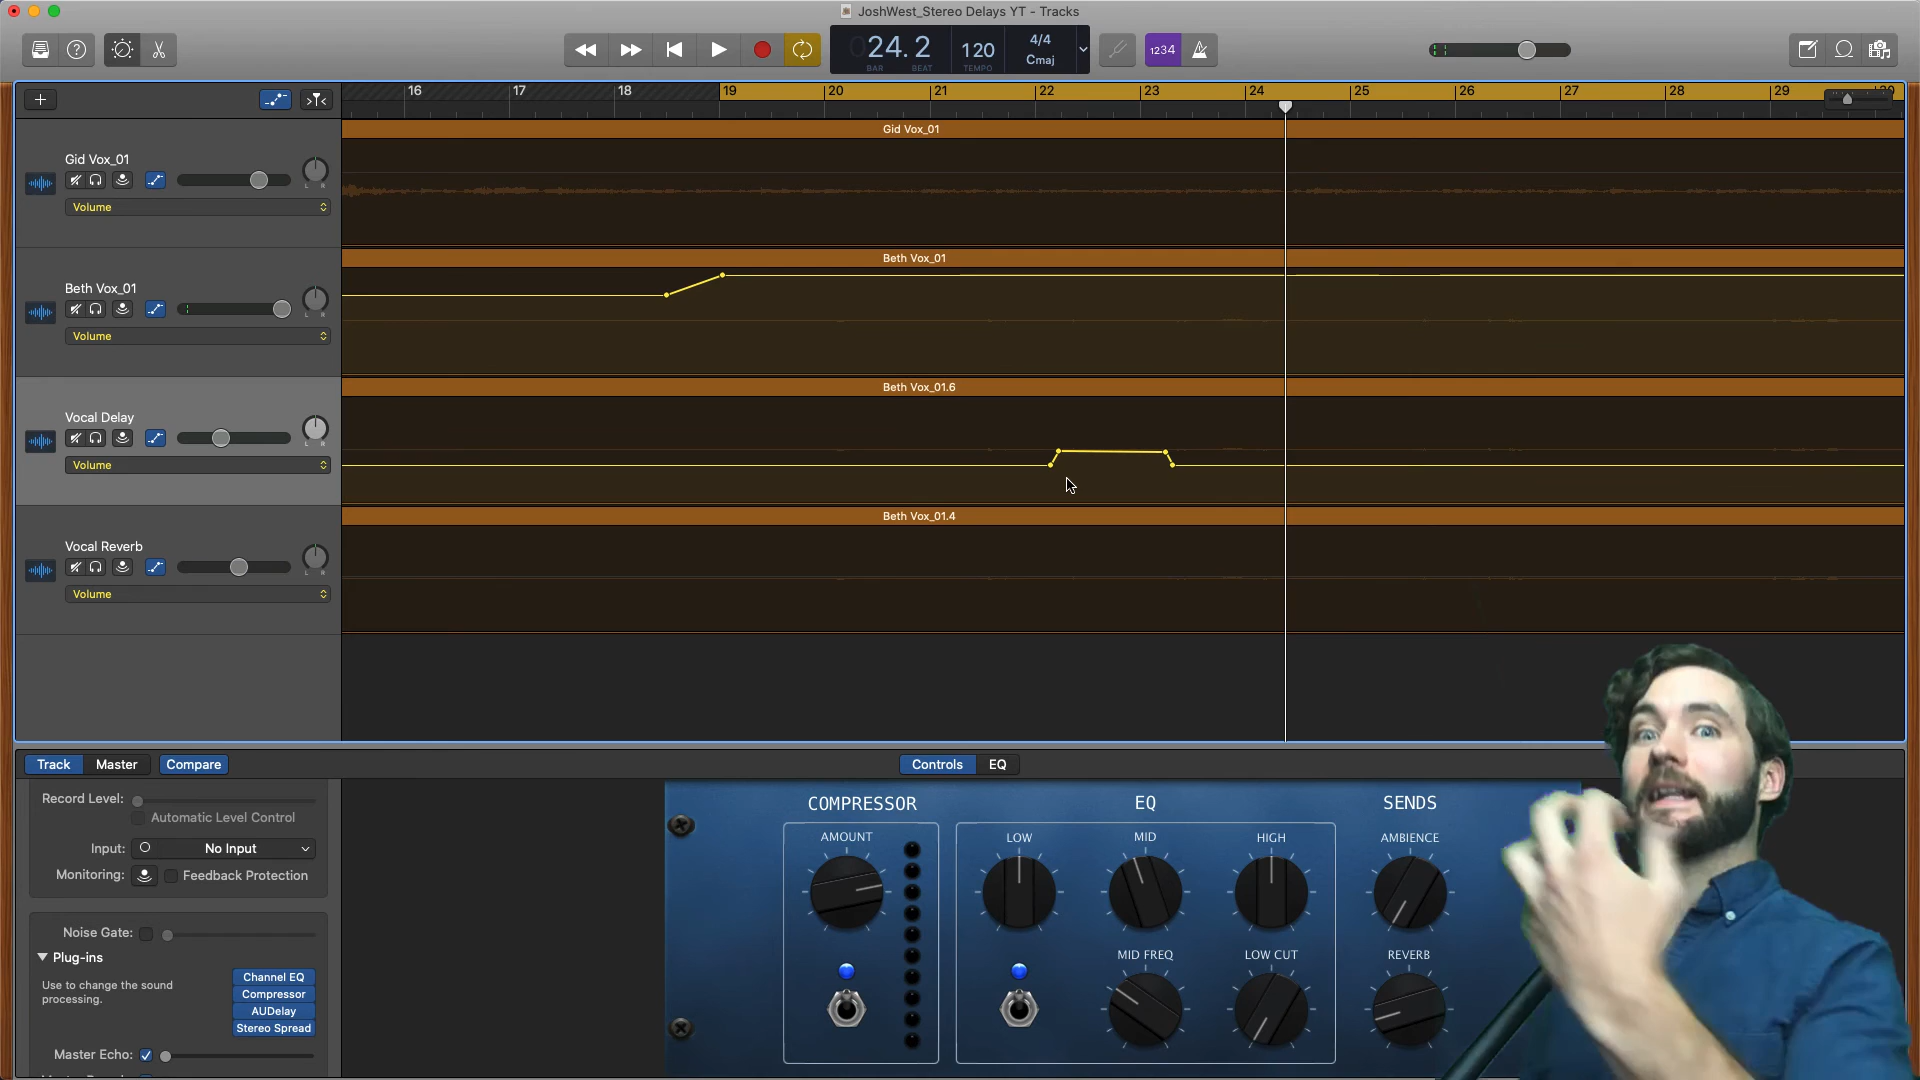 JoshWest_Stereo Delays YT - Tracks
24. 2
BAR
BEAT
120
TEMPO
4/4
Cmaj
1234
16
17
18
19
20
21
22
23
24
25
26
27
28
29
Gid Vox_01
Gid Vox_01
L R
Volume
Beth Vox_01
Beth Vox_01
L R
Volume
Beth Vox_01.6
Vocal Delay
L R
Volume
Beth Vox_01.4
Vocal Reverb
L R
Volume
Track
Master
Compare
Controls
EQ
Record Level:
Automatic Level Control
Input:
No Input
Monitoring:
Feedback Protection
Noise Gate:
Plug-ins
Use to change the sound
processing.
Channel EQ
Compressor
AUDelay
Stereo Spread
Master Echo:
COMPRESSOR
AMOUNT
EQ
LOW
MID
HIGH
MID FREQ
LOW CUT
SENDS
AMBIENCE
REVERB